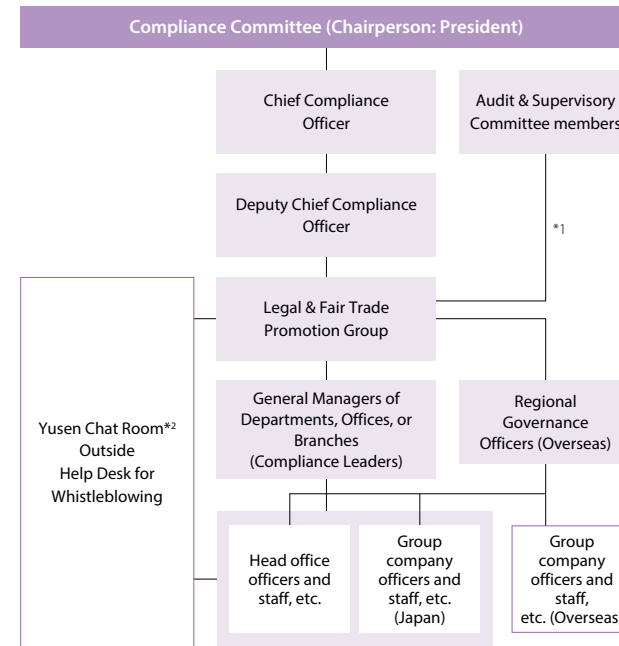 Compliance Committee (Chairperson: President)
Chief Compliance
Officer
Audit & Supervisory
Committee members
Deputy Chief Compliance
Officer
*1
Legal & Fair Trade
Promotion Group
Yusen Chat Room*2
Outside
Help Desk for
Whistleblowing
General Managers of
Departments, Offices, or
Branches
(Compliance Leaders)
Regional
Governance
Officers (Overseas)
Head office
officers and
staff, etc.
Group
company
officers and
staff, etc.
(Japan)
Group
company
officers and
staff,
etc. (Overseas